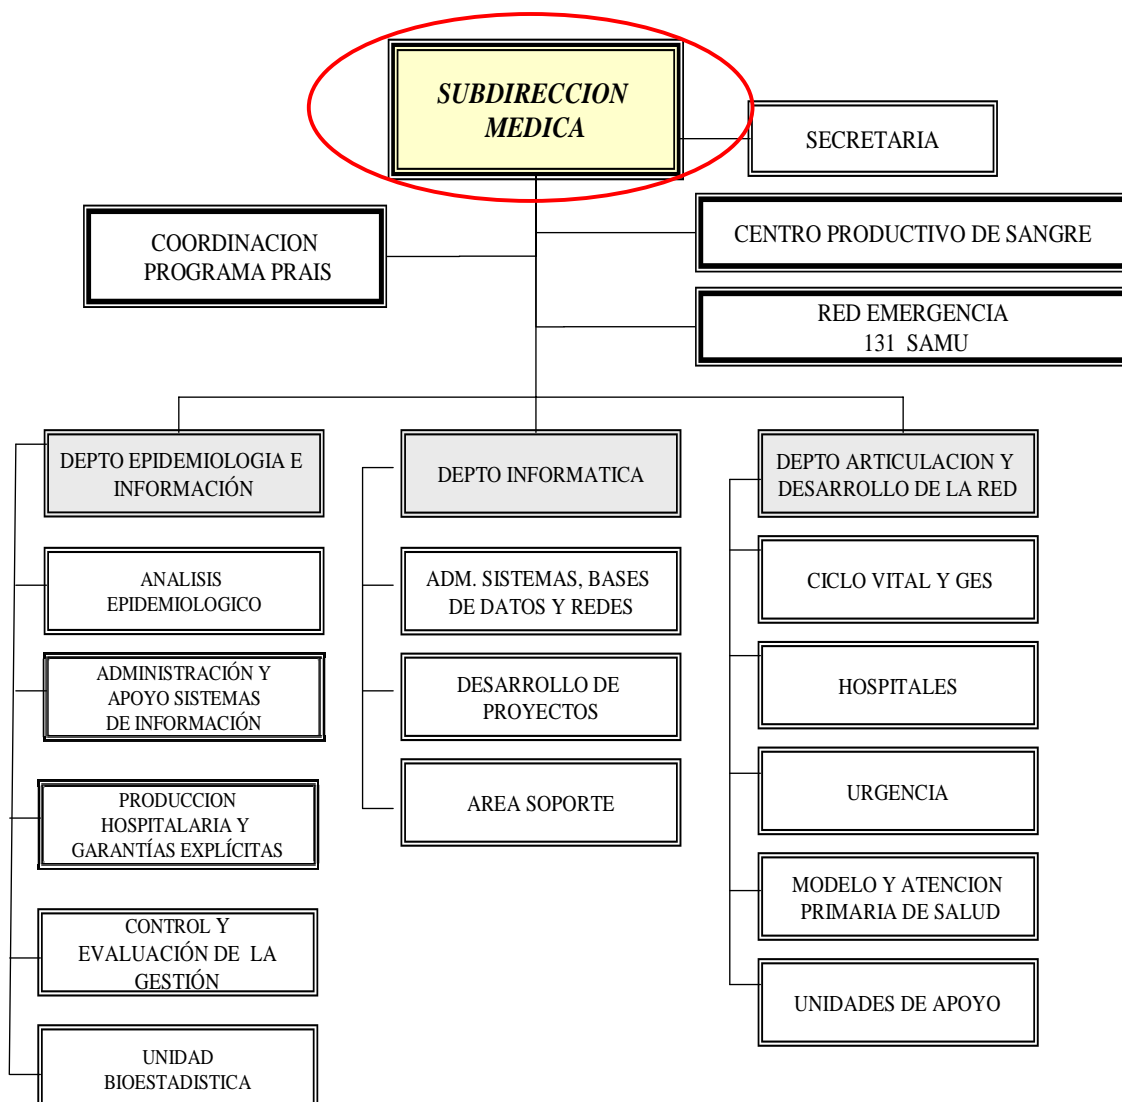 SUBDIRECCION
MEDICA
SECRETARIA
COORDINACION
PROGRAMA PRAIS
CENTRO PRODUCTIVO DE SANGRE
RED EMERGENCIA
131 SAMU
DEPTO EPIDEMIOLOGIA E
INFORMACIÓN
ANALISIS
EPIDEMIOLOGICO
ADMINISTRACIÓN Y
APOYO SISTEMAS
DE INFORMACIÓN
PRODUCCION
HOSPITALARIA Y
GARANTÍAS EXPLÍCITAS
CONTROL Y
EVALUACIÓN DE LA
GESTIÓN
UNIDAD
BIOESTADISTICA
DEPTO INFORMATICA
ADM. SISTEMAS, BASES
DE DATOS Y REDES
DESARROLLO DE
PROYECTOS
AREA SOPORTE
DEPTO ARTICULACION Y
DESARROLLO DE LA RED
CICLO VITAL Y GES
HOSPITALES
URGENCIA
MODELO Y ATENCION
PRIMARIA DE SALUD
UNIDADES DE APOYO